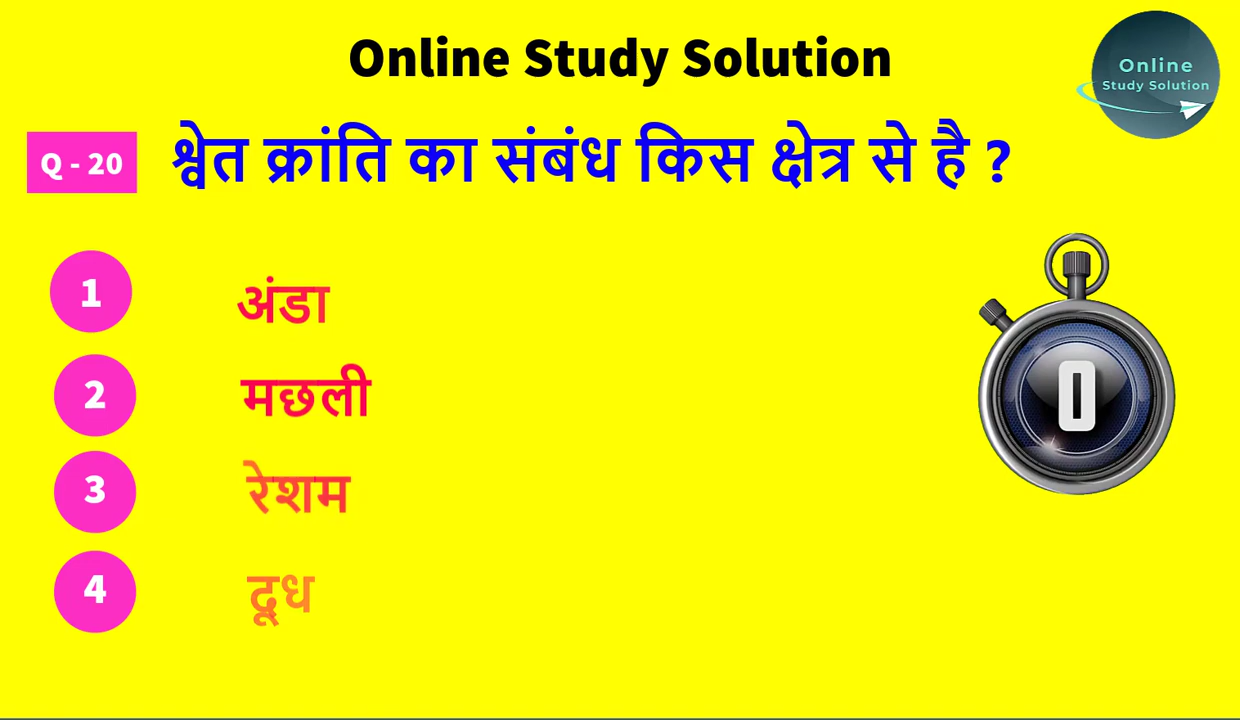 Online Study Solution
Online
Study Solution
Q - 20
श्वेत क्रांति का संबंध किस क्षेत्र से है ?
1
अंडा
2
मछली
3
रेशम
4
दूध
0